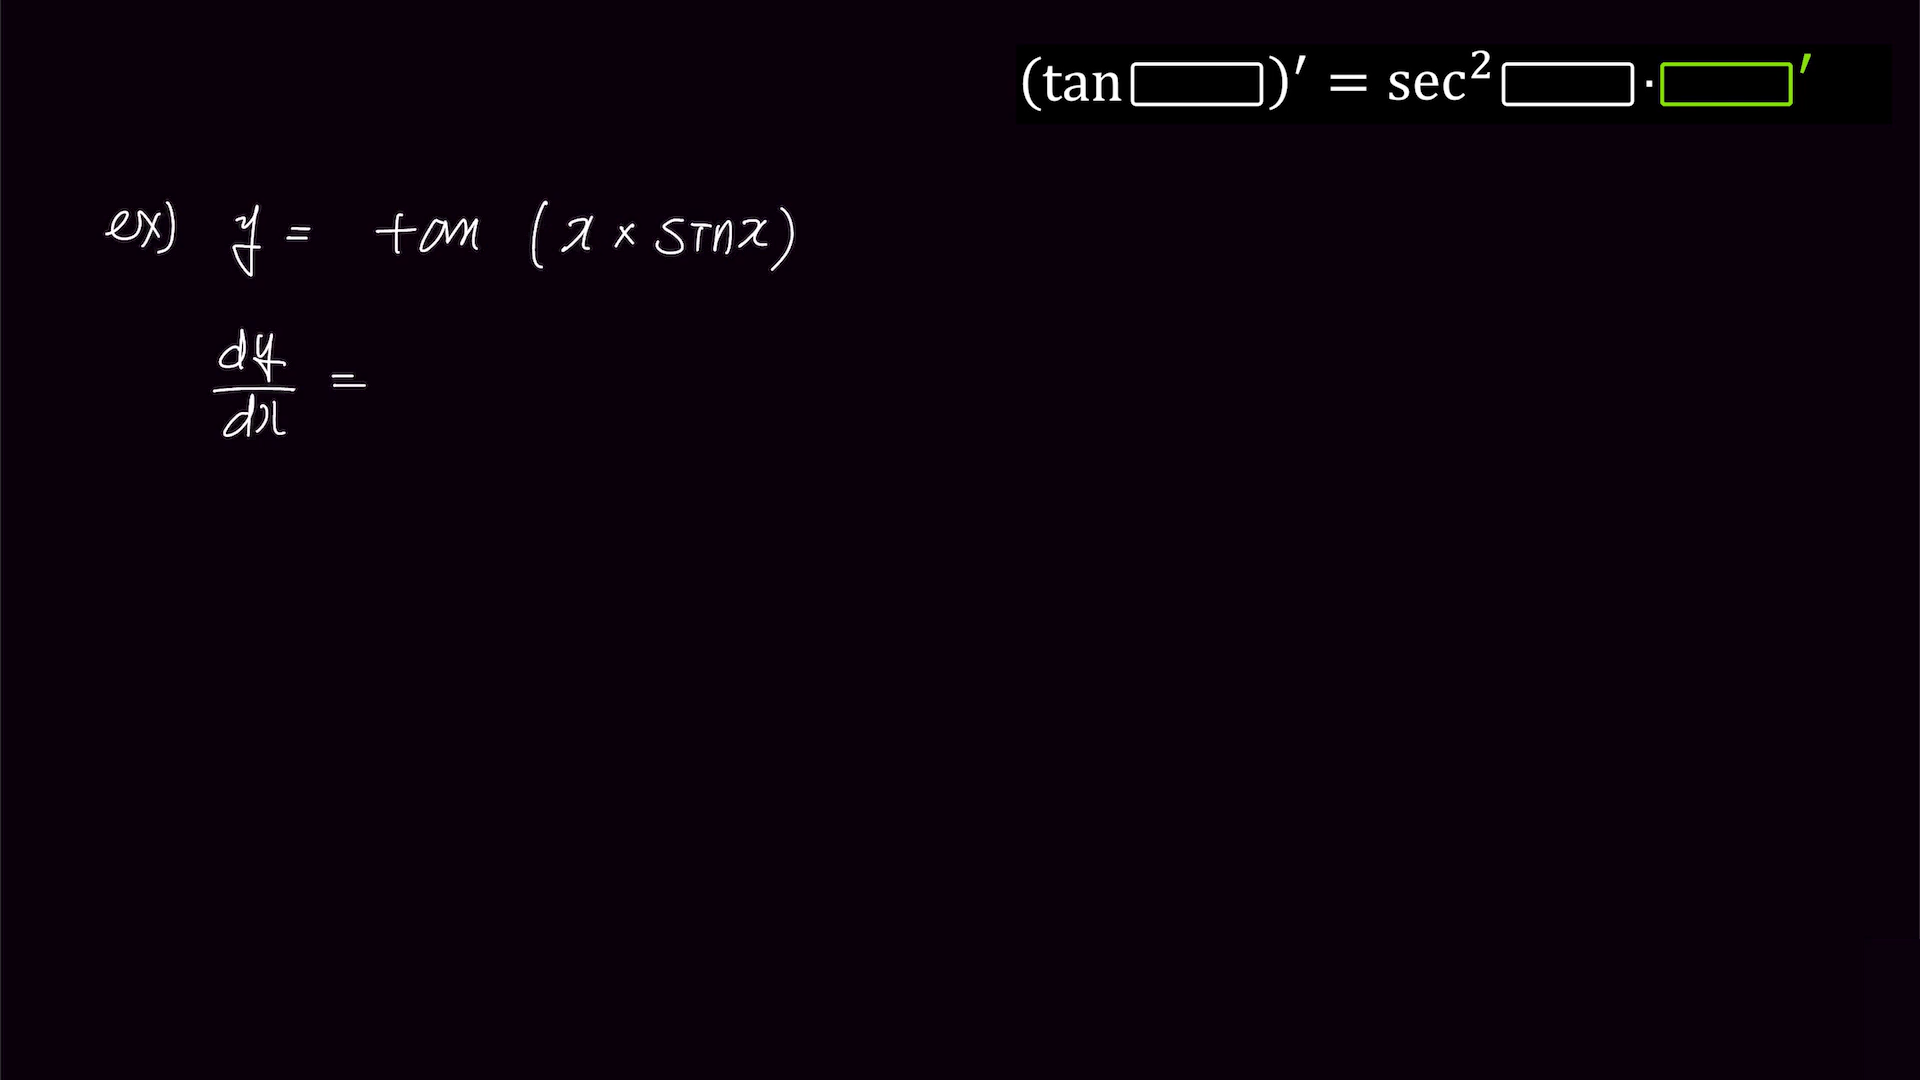 (tan□)′ = sec²□·□′
ex) y = tan (x × sinx)
dy/dx =